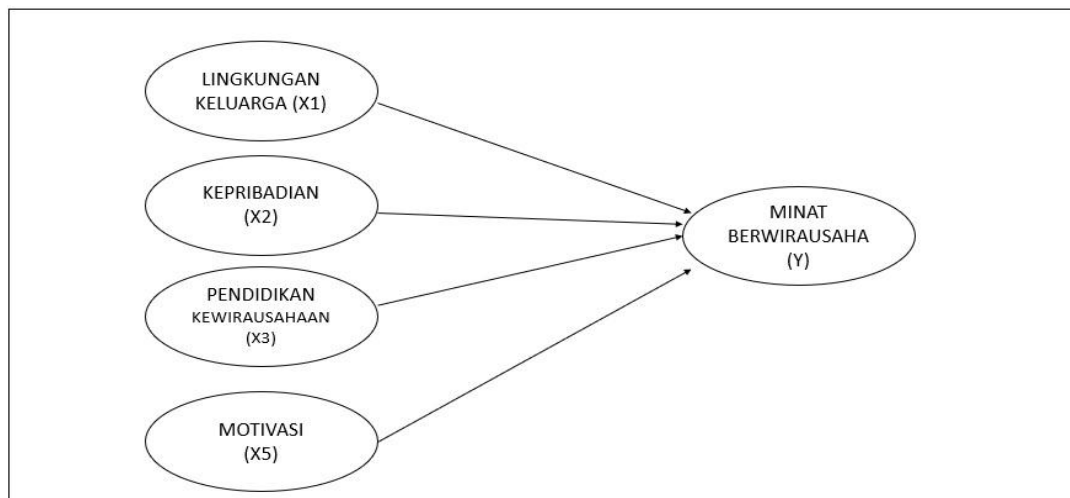 LINGKUNGAN
KELUARGA (X1)
KEPRIBADIAN
(X2)
PENDIDIKAN
KEWIRAUSAHAAN
(X3)
MOTIVASI
(X5)
MINAT
BERWIRAUSAHA
(Y)